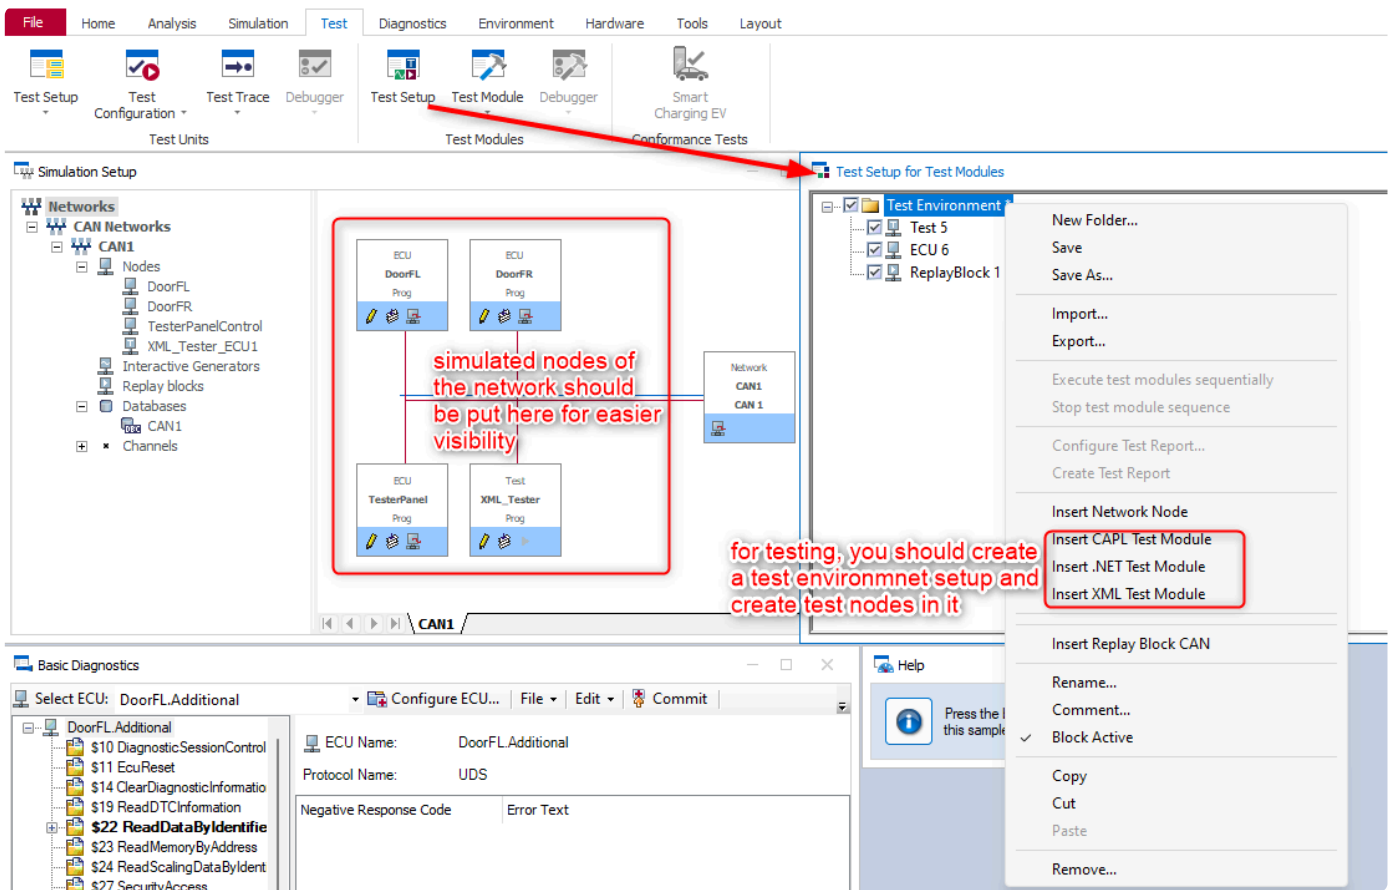 File Home Analysis Simulation Test Diagnostics Environment Hardware Tools Layout
Test Setup
Test
Configuration
Test Trace
Debugger
Test Setup
Test Module
Debugger
Smart
Charging EV
Test Units
Test Modules
Conformance Tests
Simulation Setup
Networks
CAN Networks
CAN1
Nodes
DoorFL
DoorFR
TesterPanelControl
XML_Tester_ECU1
Interactive Generators
Replay blocks
Databases
CAN1
Channels
ECU
DoorFL
Prog
ECU
DoorFR
Prog
simulated nodes of
the network should
be put here for easier
visibility
Network
CAN1
CAN 1
ECU
TesterPanel
Prog
Test
XML_Tester
Prog
CAN1
Test Setup for Test Modules
Test Environment
Test 5
ECU 6
ReplayBlock 1
for testing, you should create
a test environmnet setup and
create test nodes in it
New Folder...
Save
Save As...
Import...
Export...
Execute test modules sequentially
Stop test module sequence
Configure Test Report...
Create Test Report
Insert Network Node
Insert CAPL Test Module
Insert .NET Test Module
Insert XML Test Module
Insert Replay Block CAN
Rename...
Comment...
Block Active
Copy
Cut
Paste
Remove...
Basic Diagnostics
Select ECU: DoorFL.Additional
Configure ECU... File Edit Commit
DoorFL.Additional
$10 DiagnosticSessionControl
$11 EcuReset
$14 ClearDiagnosticInformatio
$19 ReadDTCInformation
$22 ReadDataByIdentifie
$23 ReadMemoryByAddress
$24 ReadScalingDataByIdent
$27 SecurityAccess
ECU Name: DoorFL.Additional
Protocol Name: UDS
Negative Response Code Error Text
Help
Press the
this sample